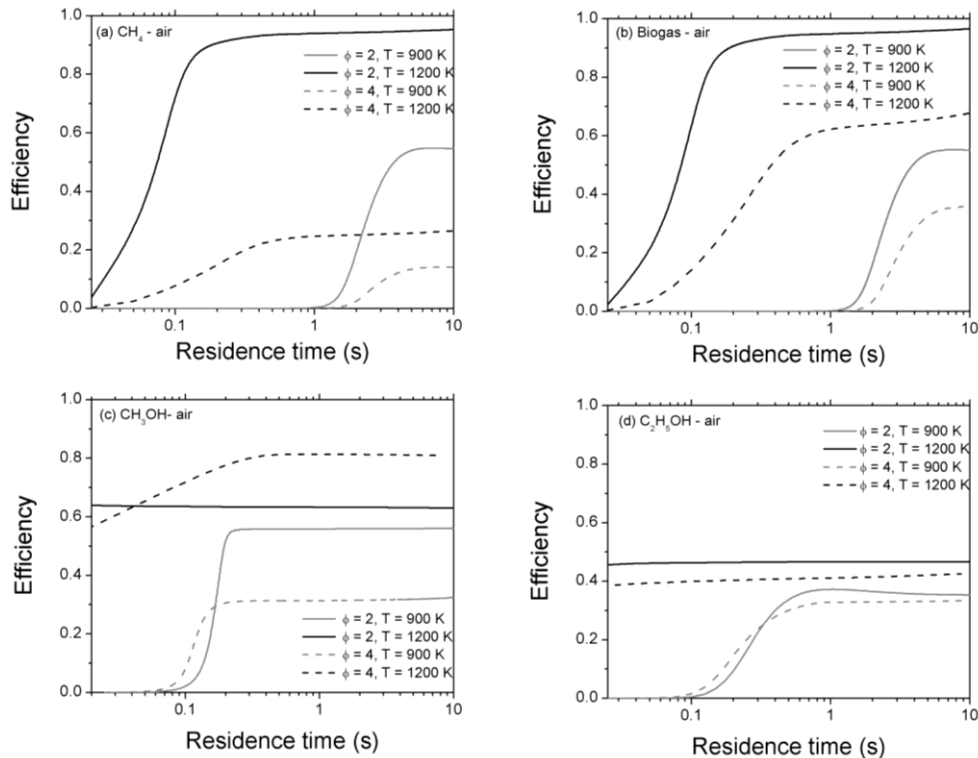 (a) CH₄ - air
ϕ = 2, T = 900 K
ϕ = 2, T = 1200 K
ϕ = 4, T = 900 K
ϕ = 4, T = 1200 K
1.0
0.8
0.6
0.4
0.2
0.0
Efficiency
0.1
1
10
Residence time (s)
(b) Biogas - air
ϕ = 2, T = 900 K
ϕ = 2, T = 1200 K
ϕ = 4, T = 900 K
ϕ = 4, T = 1200 K
1.0
0.8
0.6
0.4
0.2
0.0
Efficiency
0.1
1
10
Residence time (s)
(c) CH₃OH- air
1.0
0.8
0.6
0.4
0.2
0.0
Efficiency
ϕ = 2, T = 900 K
ϕ = 2, T = 1200 K
ϕ = 4, T = 900 K
ϕ = 4, T = 1200 K
0.1
1
10
Residence time (s)
(d) C₂H₅OH - air
ϕ = 2, T = 900 K
ϕ = 2, T = 1200 K
ϕ = 4, T = 900 K
ϕ = 4, T = 1200 K
1.0
0.8
0.6
0.4
0.2
0.0
Efficiency
0.1
1
10
Residence time (s)